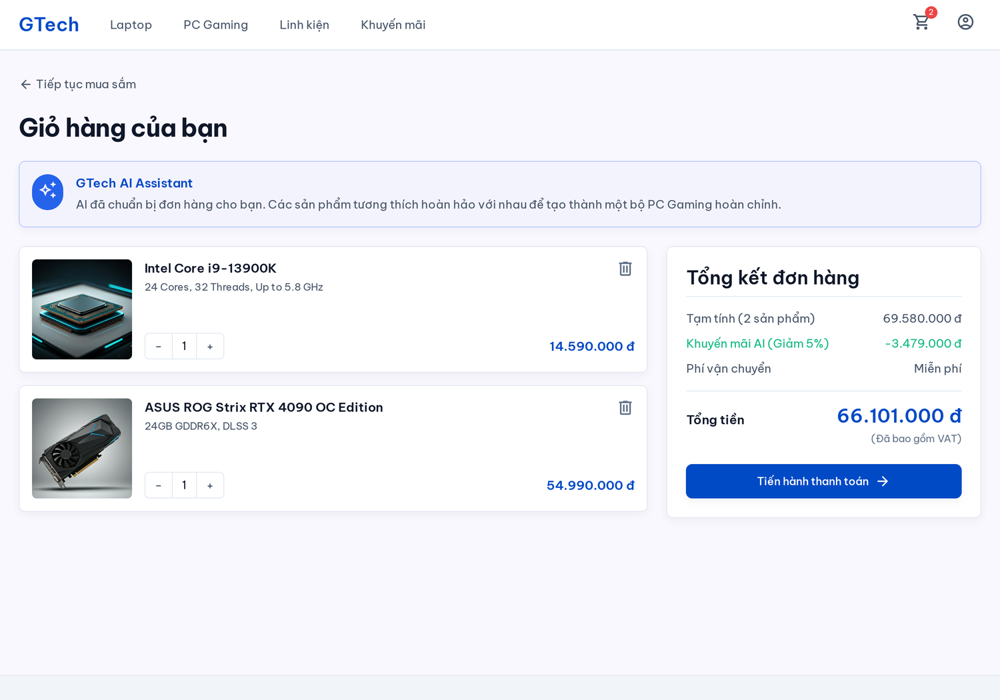 GTech
Laptop
PC Gaming
Linh kiện
Khuyến mãi
2
Tiếp tục mua sắm
Giỏ hàng của bạn
GTech AI Assistant
AI đã chuẩn bị đơn hàng cho bạn. Các sản phẩm tương thích hoàn hảo với nhau để tạo thành một bộ PC Gaming hoàn chỉnh.
Intel Core i9-13900K
24 Cores, 32 Threads, Up to 5.8 GHz
- 1 +
14.590.000 đ
ASUS ROG Strix RTX 4090 OC Edition
24GB GDDR6X, DLSS 3
- 1 +
54.990.000 đ
Tổng kết đơn hàng
Tạm tính (2 sản phẩm) 69.580.000 đ
Khuyến mãi AI (Giảm 5%) -3.479.000 đ
Phí vận chuyển Miễn phí
Tổng tiền 66.101.000 đ
(Đã bao gồm VAT)
Tiến hành thanh toán